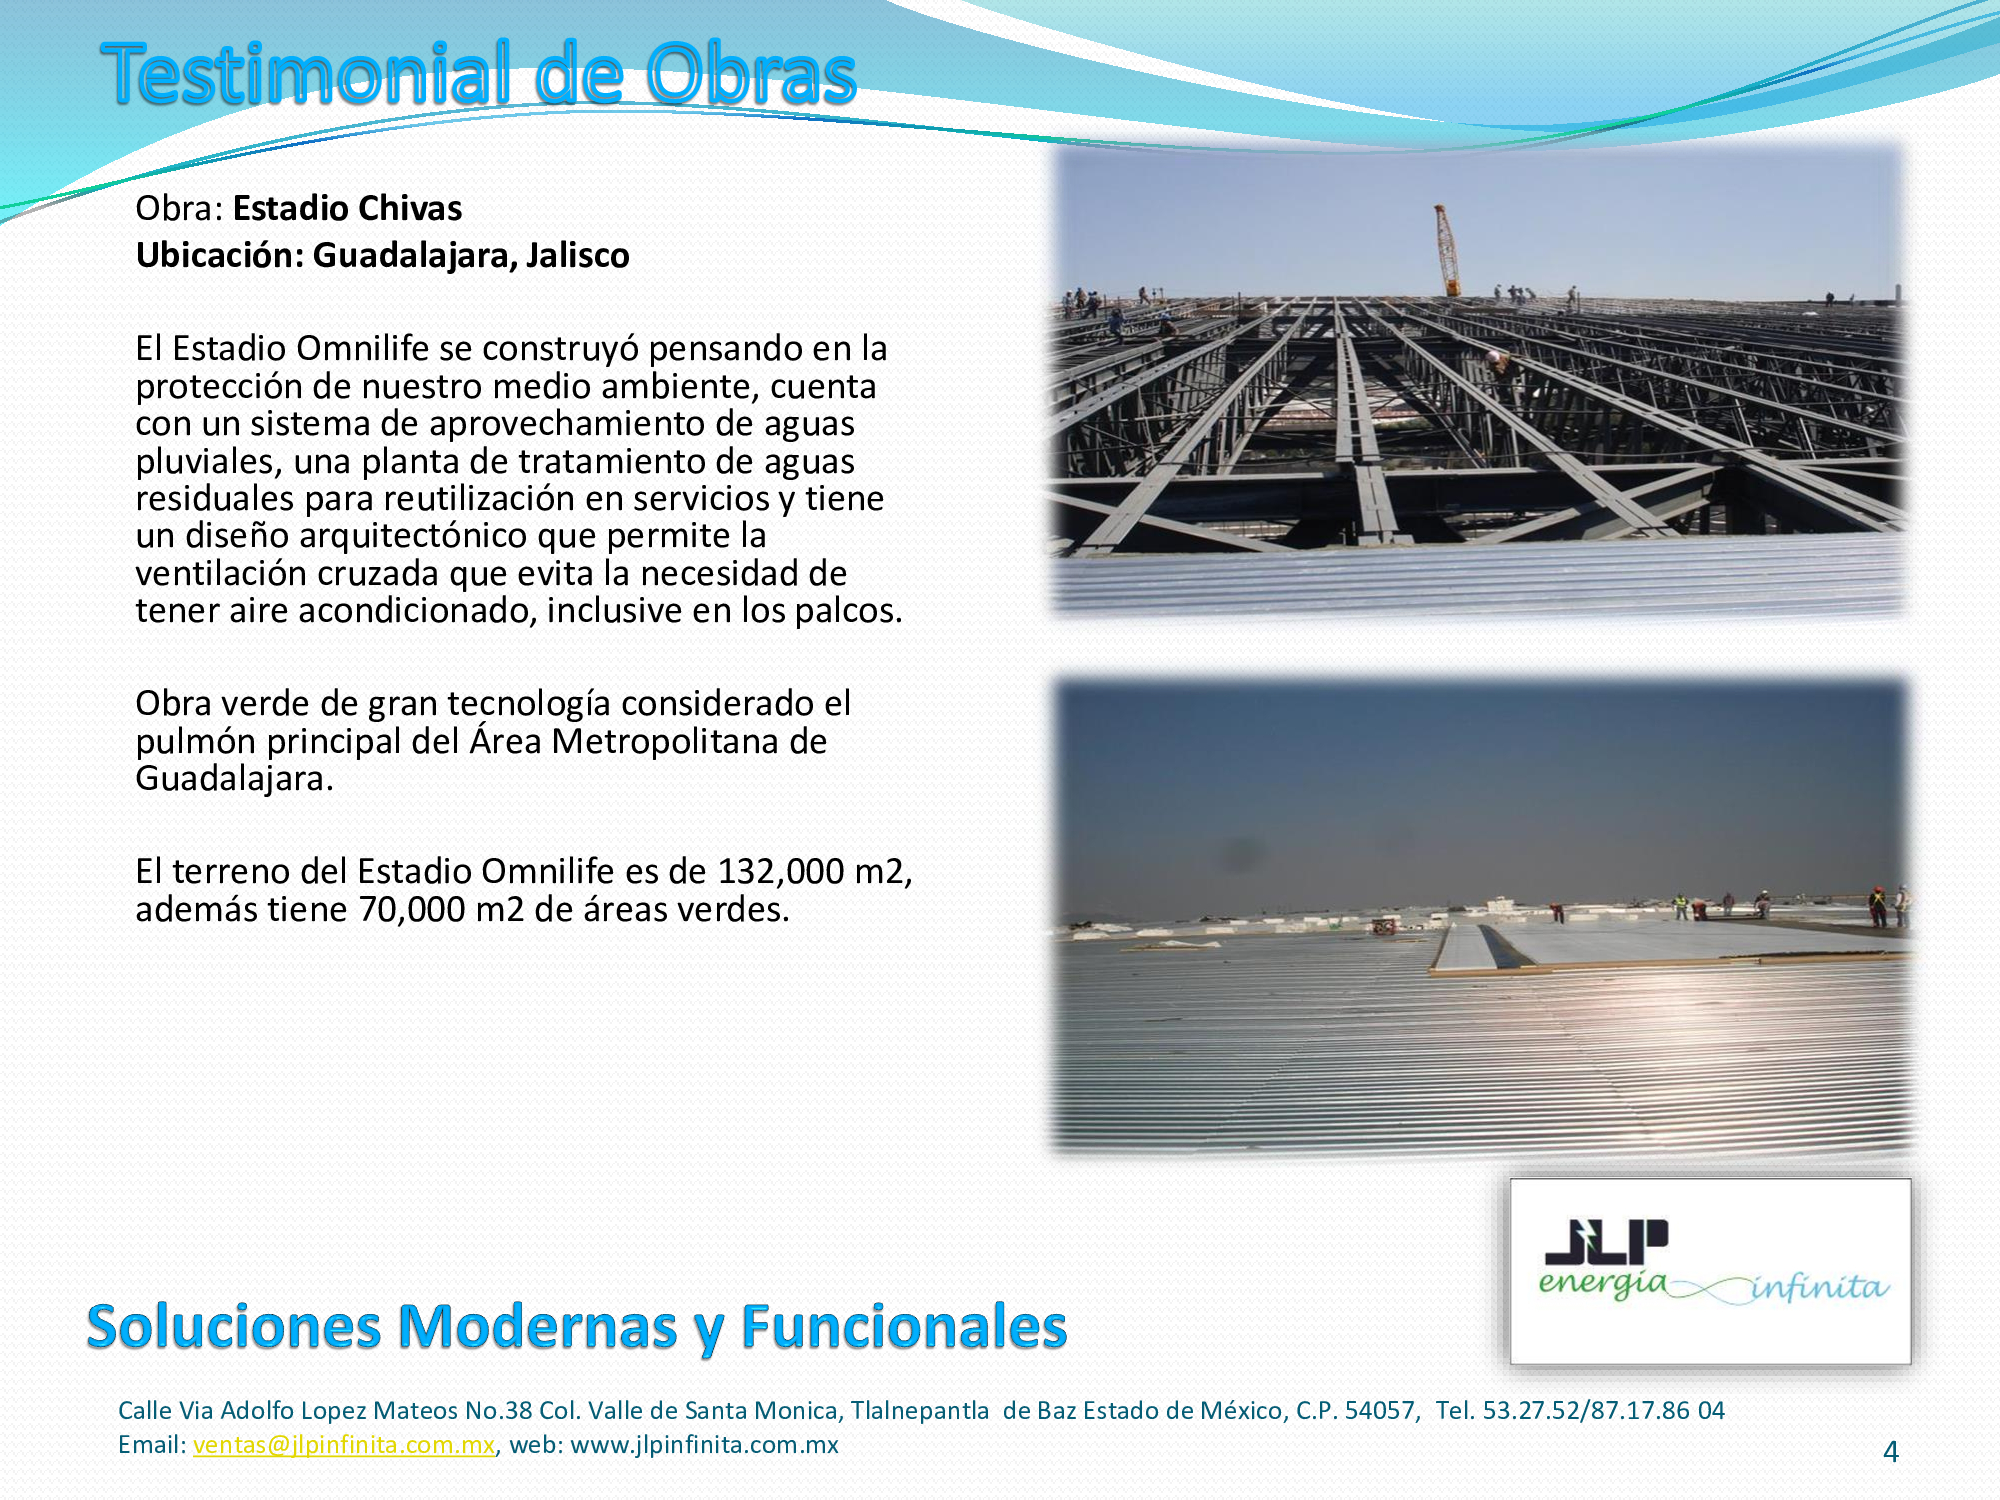 Testimonial de Obras
Obra: Estadio Chivas
Ubicación: Guadalajara, Jalisco
El Estadio Omnilife se construyó pensando en la
protección de nuestro medio ambiente, cuenta
con un sistema de aprovechamiento de aguas
pluviales, una planta de tratamiento de aguas
residuales para reutilización en servicios y tiene
un diseño arquitectónico que permite la
ventilación cruzada que evita la necesidad de
tener aire acondicionado, inclusive en los palcos.
Obra verde de gran tecnología considerado el
pulmón principal del Área Metropolitana de
Guadalajara.
El terreno del Estadio Omnilife es de 132,000 m2,
además tiene 70,000 m2 de áreas verdes.
JLP
energía infinita
Soluciones Modernas y Funcionales
Calle Via Adolfo Lopez Mateos No.38 Col. Valle de Santa Monica, Tlalnepantla  de Baz Estado de México, C.P. 54057,  Tel. 53.27.52/87.17.86 04
Email: ventas@jlpinfinita.com.mx, web: www.jlpinfinita.com.mx
4